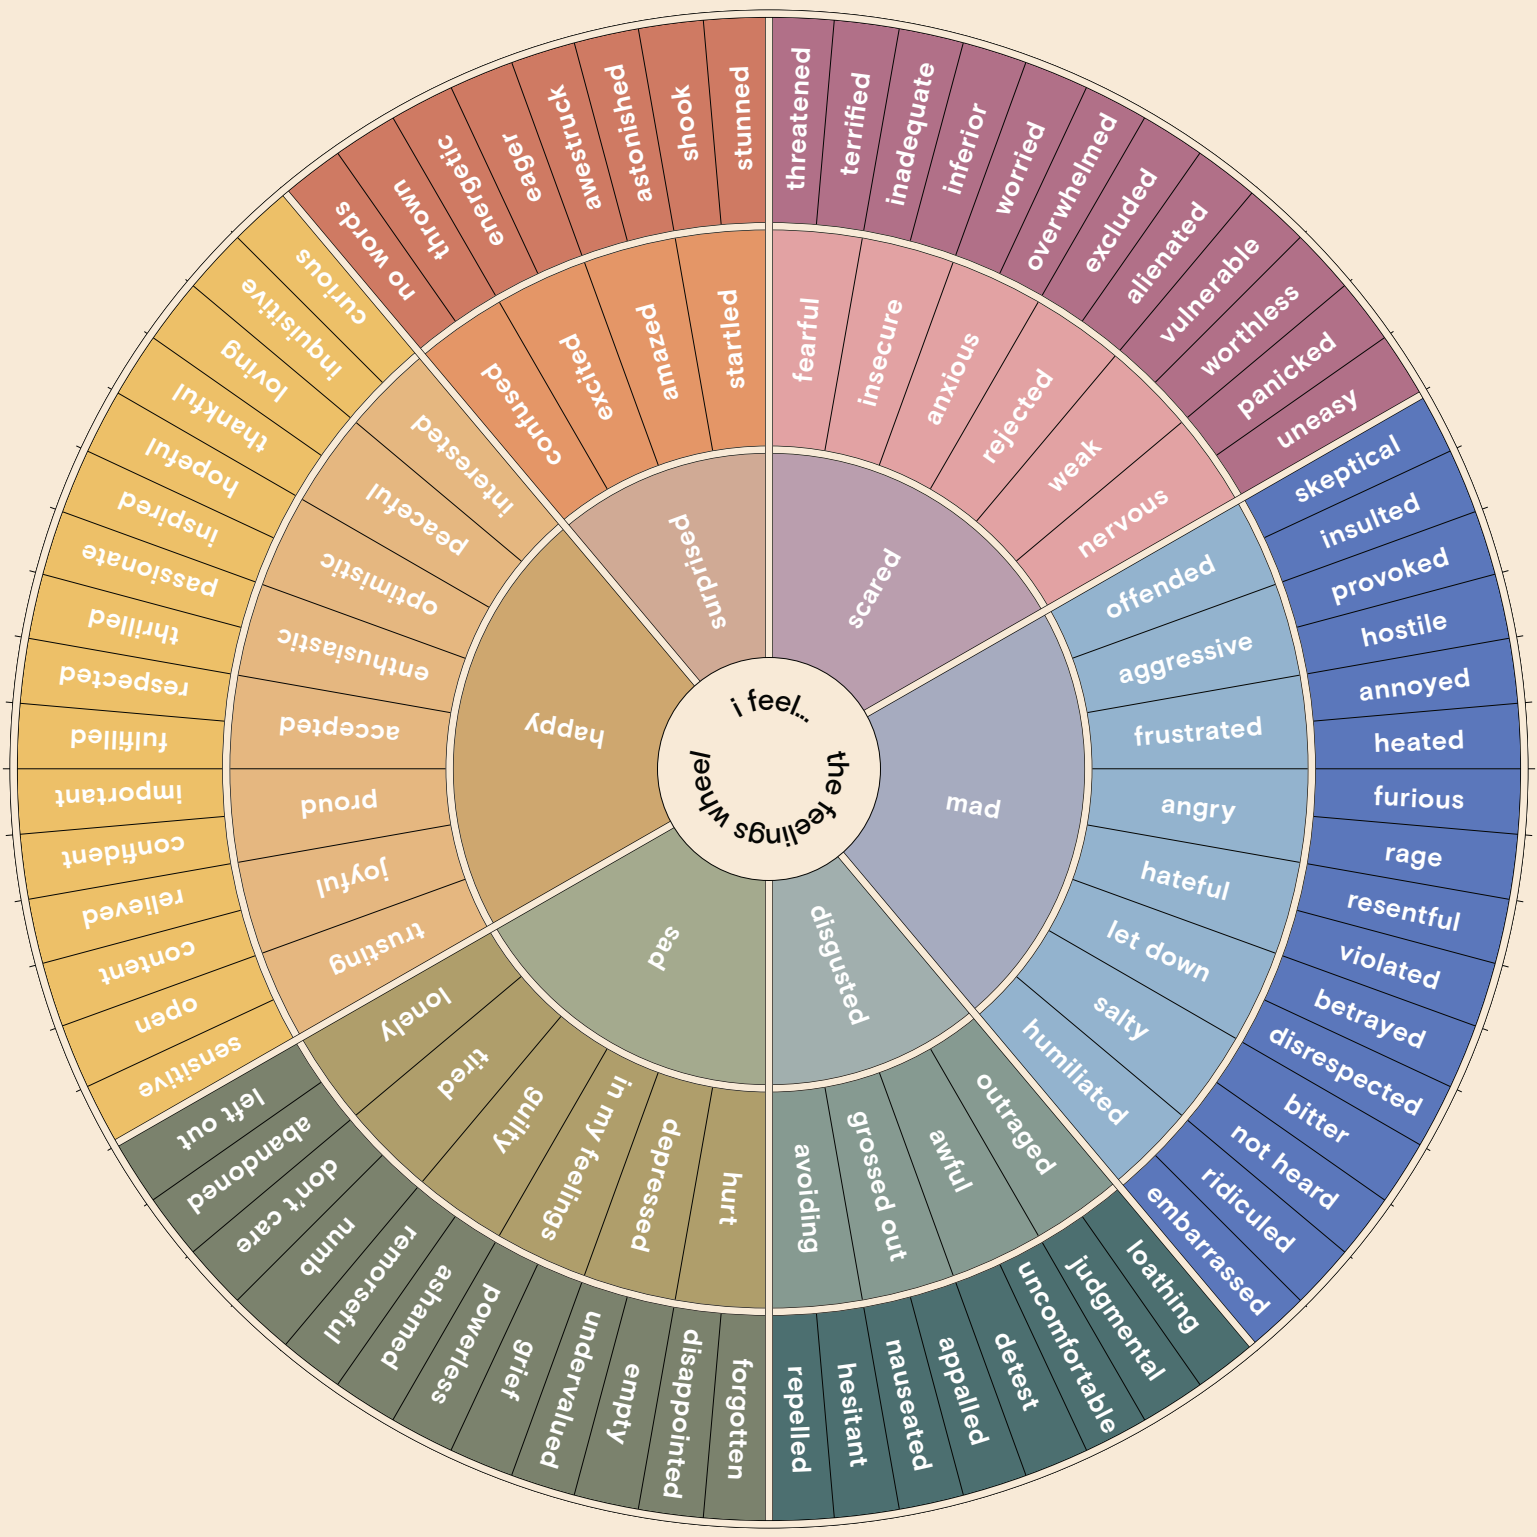 i feel...
the feelings wheel
scared
mad
disgusted
sad
happy
surprised
fearful
insecure
anxious
rejected
weak
nervous
offended
aggressive
frustrated
angry
hateful
let down
salty
humiliated
outraged
awful
grossed out
avoiding
hurt
depressed
in my feelings
guilty
tired
lonely
trusting
joyful
proud
accepted
enthusiastic
optimistic
peaceful
interested
confused
excited
amazed
startled
threatened
terrified
inadequate
inferior
worried
overwhelmed
excluded
alienated
vulnerable
worthless
panicked
uneasy
skeptical
insulted
provoked
hostile
annoyed
heated
furious
rage
resentful
violated
betrayed
disrespected
bitter
not heard
ridiculed
embarrassed
loathing
judgmental
uncomfortable
detest
appalled
nauseated
hesitant
repelled
forgotten
disappointed
empty
undervalued
grief
powerless
ashamed
remorseful
numb
don't care
abandoned
left out
sensitive
open
content
relieved
confident
important
fulfilled
respected
thrilled
passionate
inspired
hopeful
thankful
loving
inquisitive
curious
no words
thrown
energetic
eager
awestruck
astonished
shook
stunned